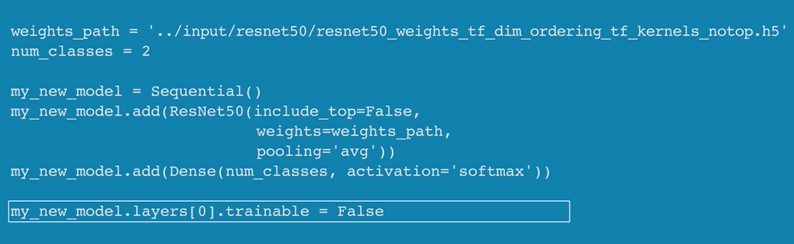 weights_path = '../input/resnet50/resnet50_weights_tf_dim_ordering_tf_kernels_notop.h5'
num_classes = 2
my_new_model = Sequential()
my_new_model.add(ResNet50(include_top=False,
weights=weights_path,
pooling='avg'))
my_new_model.add(Dense(num_classes, activation='softmax'))
my_new_model.layers[0].trainable = False